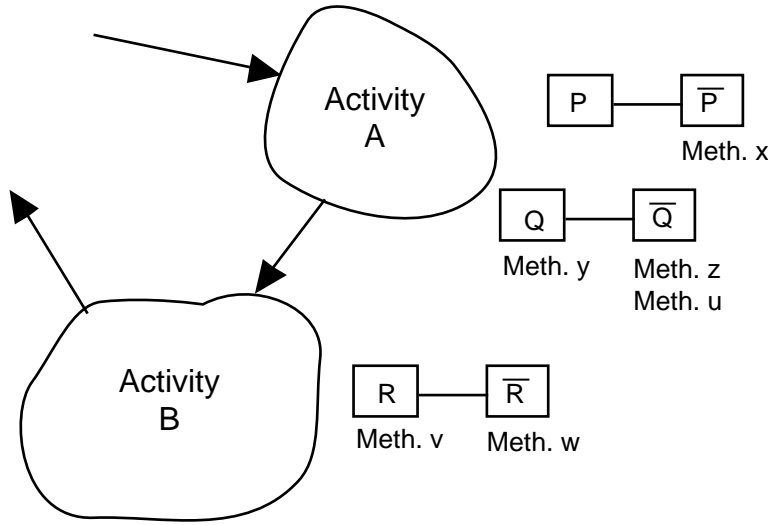 Activity
A
P
P̅
Meth. x
Q
Q̅
Meth. y
Meth. z
Meth. u
Activity
B
R
R̅
Meth. v
Meth. w